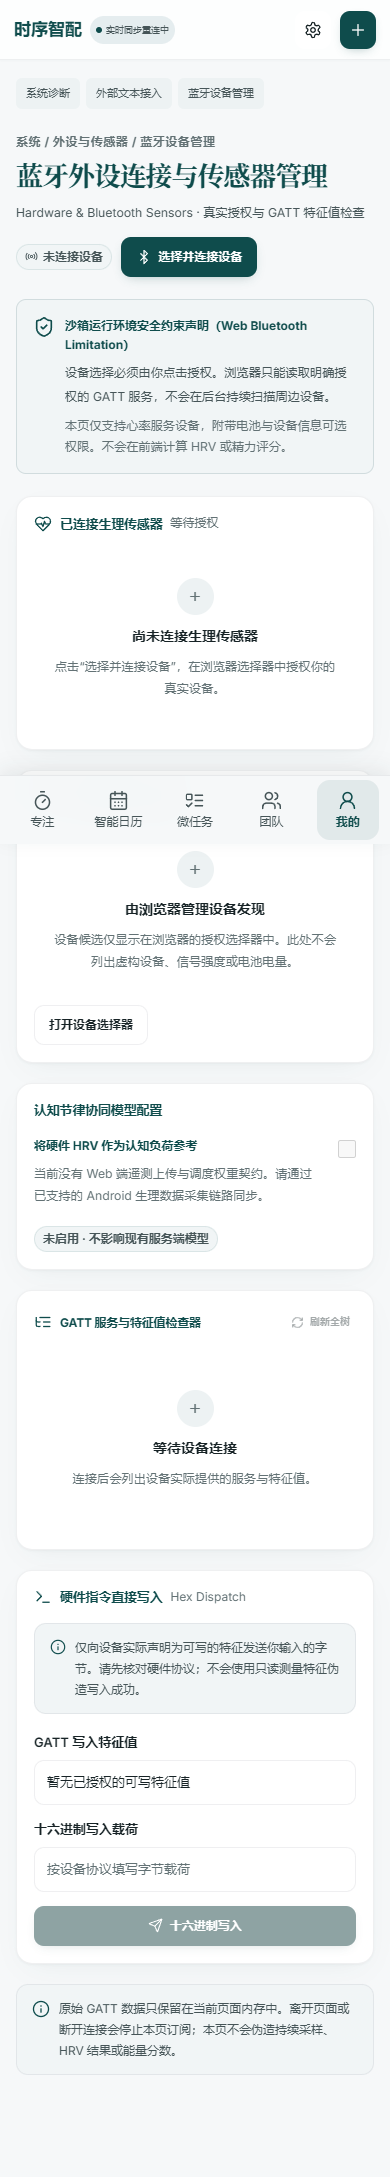 时序智配
实时同步重连中
系统诊断
外部文本接入
蓝牙设备管理
系统 / 外设与传感器 / 蓝牙设备管理
蓝牙外设连接与传感器管理
Hardware & Bluetooth Sensors · 真实授权与 GATT 特征值检查
未连接设备
选择并连接设备
沙箱运行环境安全约束声明（Web Bluetooth
Limitation）
设备选择必须由你点击授权。浏览器只能读取明确授
权的 GATT 服务，不会在后台持续扫描周边设备。
本页仅支持心率服务设备，附带电池与设备信息可选
权限。不会在前端计算 HRV 或精力评分。
已连接生理传感器 等待授权
尚未连接生理传感器
点击“选择并连接设备”，在浏览器选择器中授权你的
真实设备。
专注
智能日历
微任务
团队
我的
由浏览器管理设备发现
设备候选仅显示在浏览器的授权选择器中。此处不会
列出虚构设备、信号强度或电池电量。
打开设备选择器
认知节律协同模型配置
将硬件 HRV 作为认知负荷参考
当前没有 Web 端遥测上传与调度权重契约。请通过
已支持的 Android 生理数据采集链路同步。
未启用 · 不影响现有服务端模型
GATT 服务与特征值检查器
刷新全树
等待设备连接
连接后会列出设备实际提供的服务与特征值。
硬件指令直接写入 Hex Dispatch
仅向设备实际声明为可写的特征发送你输入的字
节。请先核对硬件协议；不会使用只读测量特征伪
造写入成功。
GATT 写入特征值
暂无已授权的可写特征值
十六进制写入载荷
按设备协议填写字节载荷
十六进制写入
原始 GATT 数据只保留在当前页面内存中。离开页面或
断开连接会停止本页订阅；本页不会伪造持续采样、
HRV 结果或能量分数。